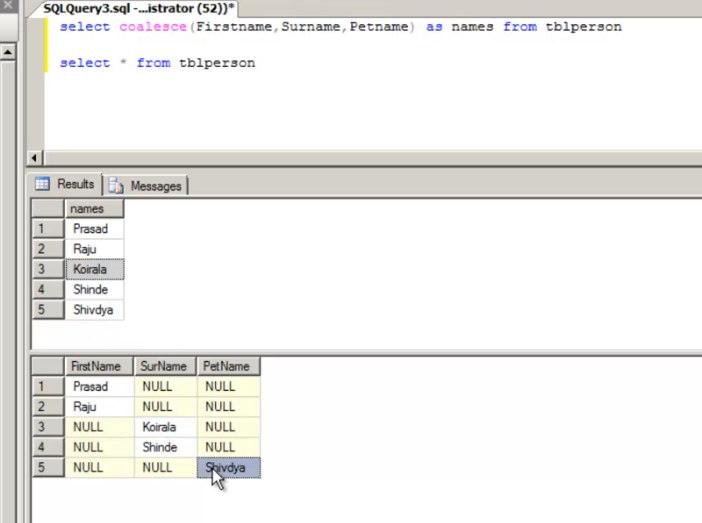 SQLQuery3.sql -...istrator (52))*
select coalesce(Firstname,Surname,Petname) as names from tblperson
select * from tblperson
Results Messages
names
1 Prasad
2 Raju
3 Koirala
4 Shinde
5 Shivdya
FirstName SurName PetName
1 Prasad NULL NULL
2 Raju NULL NULL
3 NULL Koirala NULL
4 NULL Shinde NULL
5 NULL NULL Shivdya